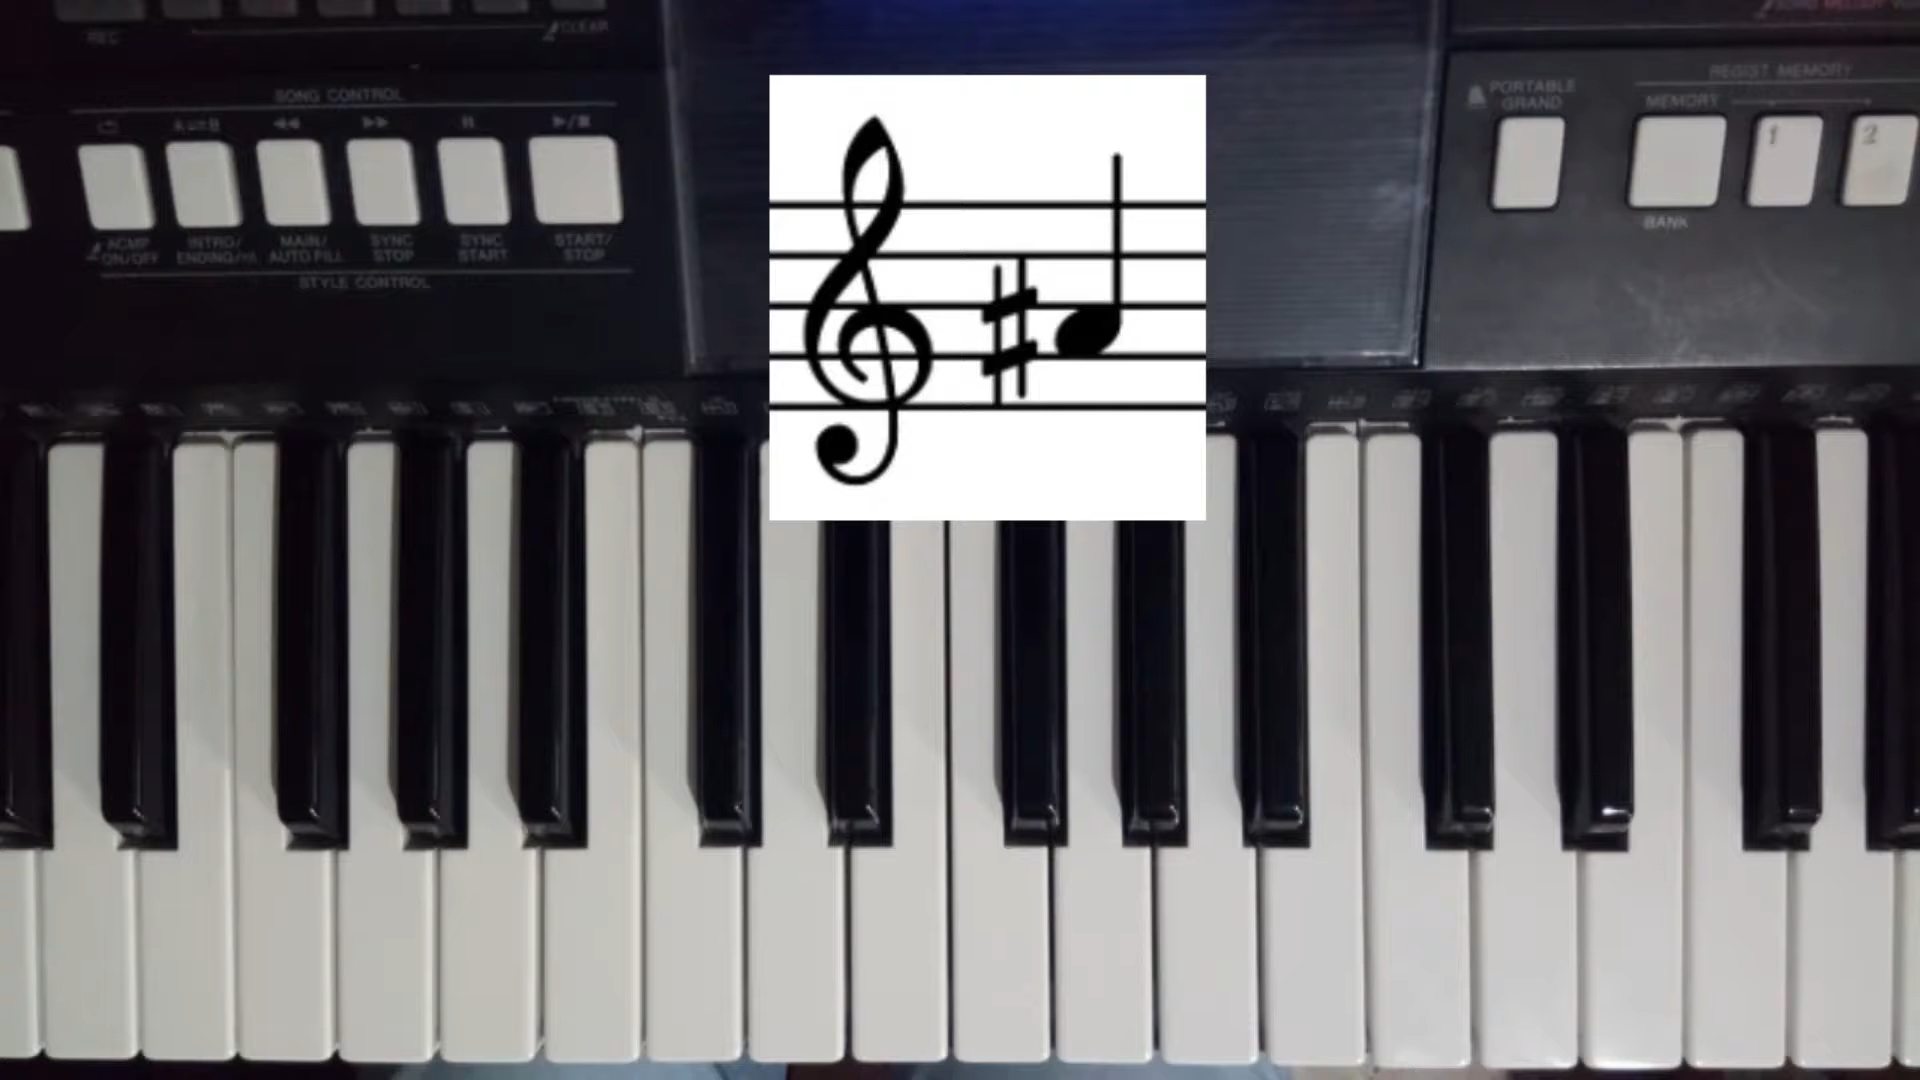 REC
CLEAR
SONG CONTROL
A⇌B
ACMP ON/OFF
INTRO/ENDING/rit.
MAIN/AUTO FILL
SYNC STOP
SYNC START
START/STOP
STYLE CONTROL
PORTABLE GRAND
REGIST MEMORY
MEMORY
1
2
BANK